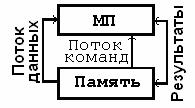 МП
Поток
данных
Поток
команд
Результаты
Память